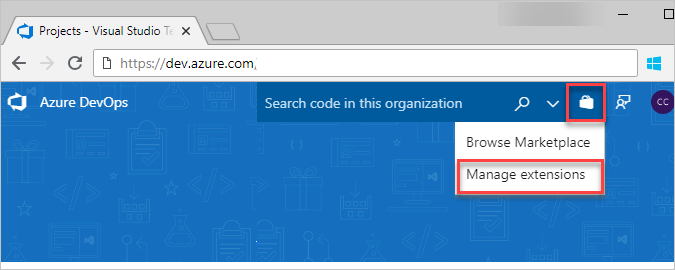 Projects - Visual Studio Te
https://dev.azure.com/
Azure DevOps
Search code in this organization
CC
Browse Marketplace
Manage extensions